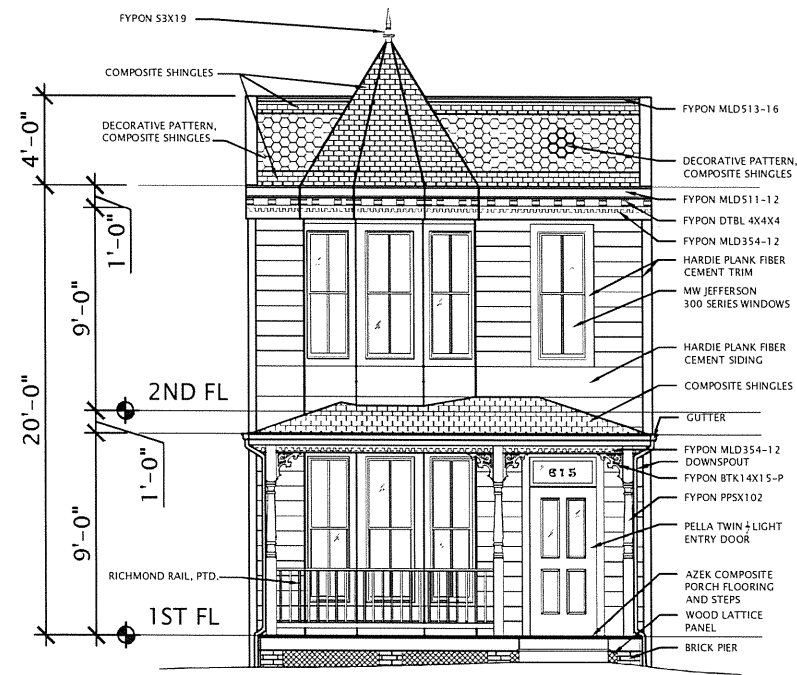 FYPON S3X19
COMPOSITE SHINGLES
DECORATIVE PATTERN,
COMPOSITE SHINGLES
4'-0"
1'-0"
9'-0"
20'-0"
2ND FL
1'-0"
9'-0"
RICHMOND RAIL, PTD.
1ST FL
615
FYPON MLD513-16
DECORATIVE PATTERN,
COMPOSITE SHINGLES
FYPON MLD511-12
FYPON DTBL 4X4X4
FYPON MLD354-12
HARDIE PLANK FIBER
CEMENT TRIM
MW JEFFERSON
300 SERIES WINDOWS
HARDIE PLANK FIBER
CEMENT SIDING
COMPOSITE SHINGLES
GUTTER
FYPON MLD354-12
DOWNSPOUT
FYPON BTK14X15-P
FYPON PPSX102
PELLA TWIN ½ LIGHT
ENTRY DOOR
AZEK COMPOSITE
PORCH FLOORING
AND STEPS
WOOD LATTICE
PANEL
BRICK PIER